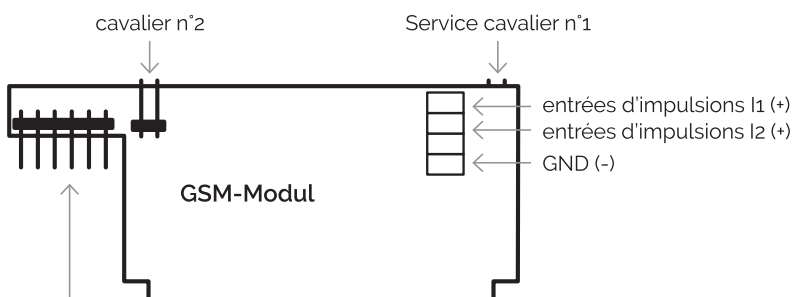 cavalier n°2
Service cavalier n°1
entrées d'impulsions I1 (+)
entrées d'impulsions I2 (+)
GND (-)
GSM-Modul